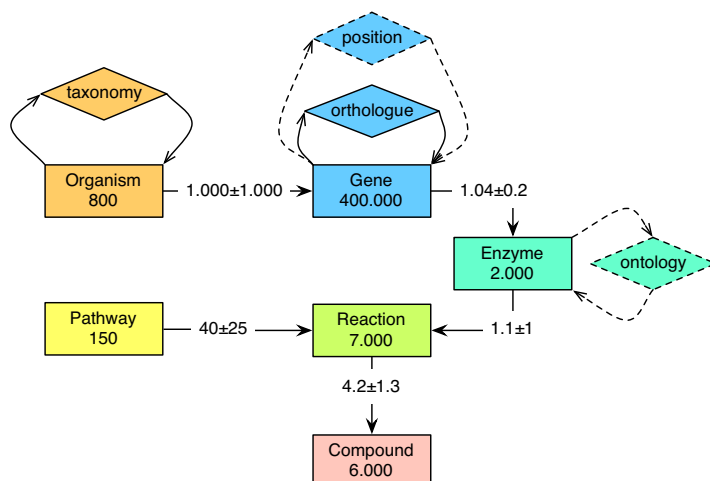 position
taxonomy
orthologue
Organism
800
1.000±1.000
Gene
400.000
1.04±0.2
Enzyme
2.000
ontology
Pathway
150
40±25
Reaction
7.000
1.1±1
4.2±1.3
Compound
6.000